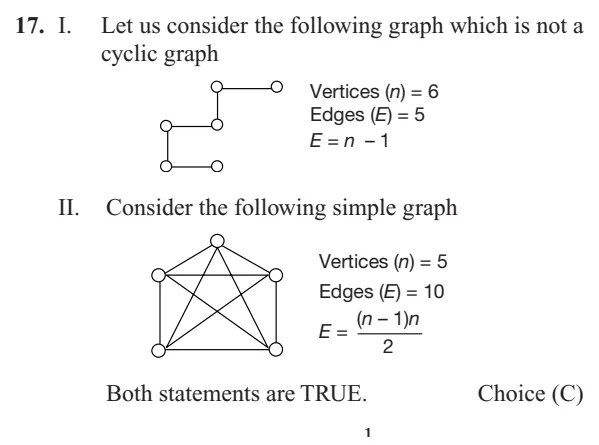 17. I. Let us consider the following graph which is not a
cyclic graph
Vertices (n) = 6
Edges (E) = 5
E = n – 1
II. Consider the following simple graph
Vertices (n) = 5
Edges (E) = 10
E = (n – 1)n
2
Both statements are TRUE. Choice (C)
1